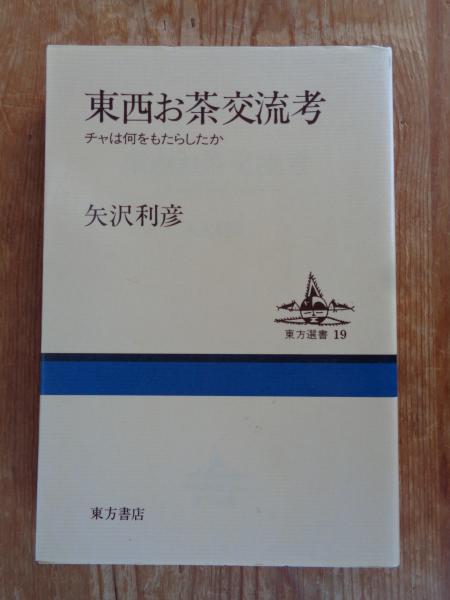 東西お茶交流考
チャは何をもたらしたか
矢沢利彦
東方選書 19
東方書店